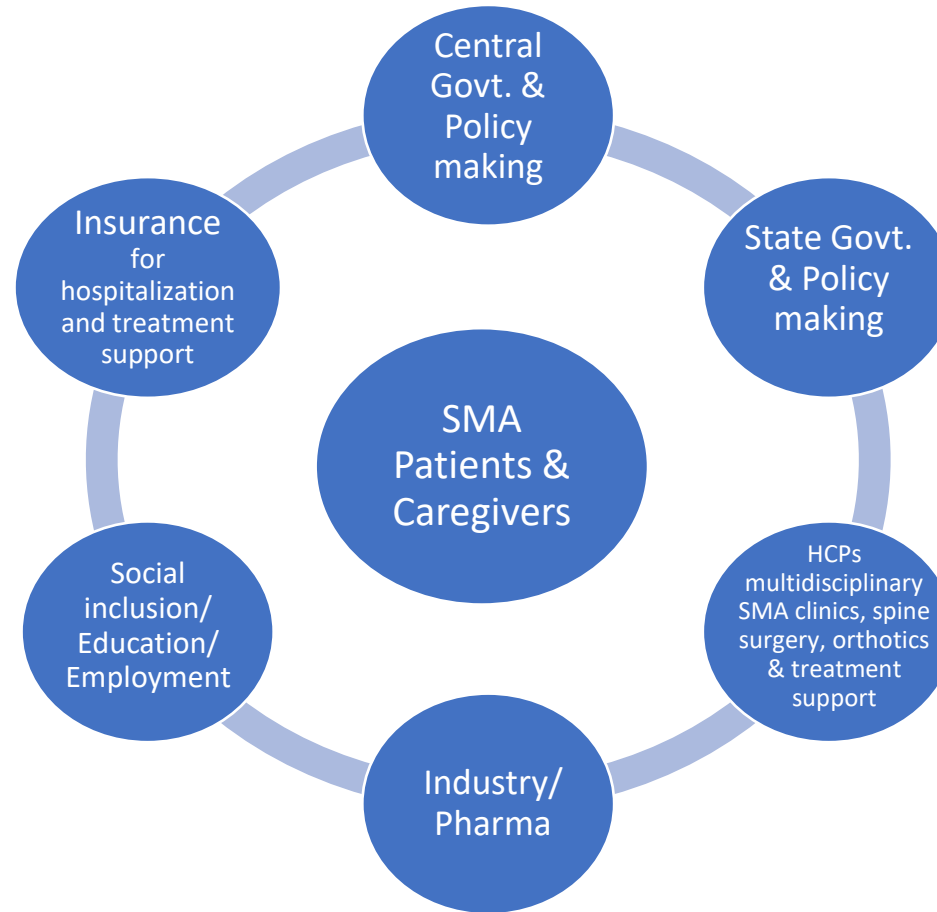 Central
Govt. &
Policy
making
State Govt.
& Policy
making
HCPs
multidisciplinary
SMA clinics, spine
surgery, orthotics
& treatment
support
Industry/
Pharma
Social
inclusion/
Education/
Employment
Insurance
for
hospitalization
and treatment
support
SMA
Patients &
Caregivers